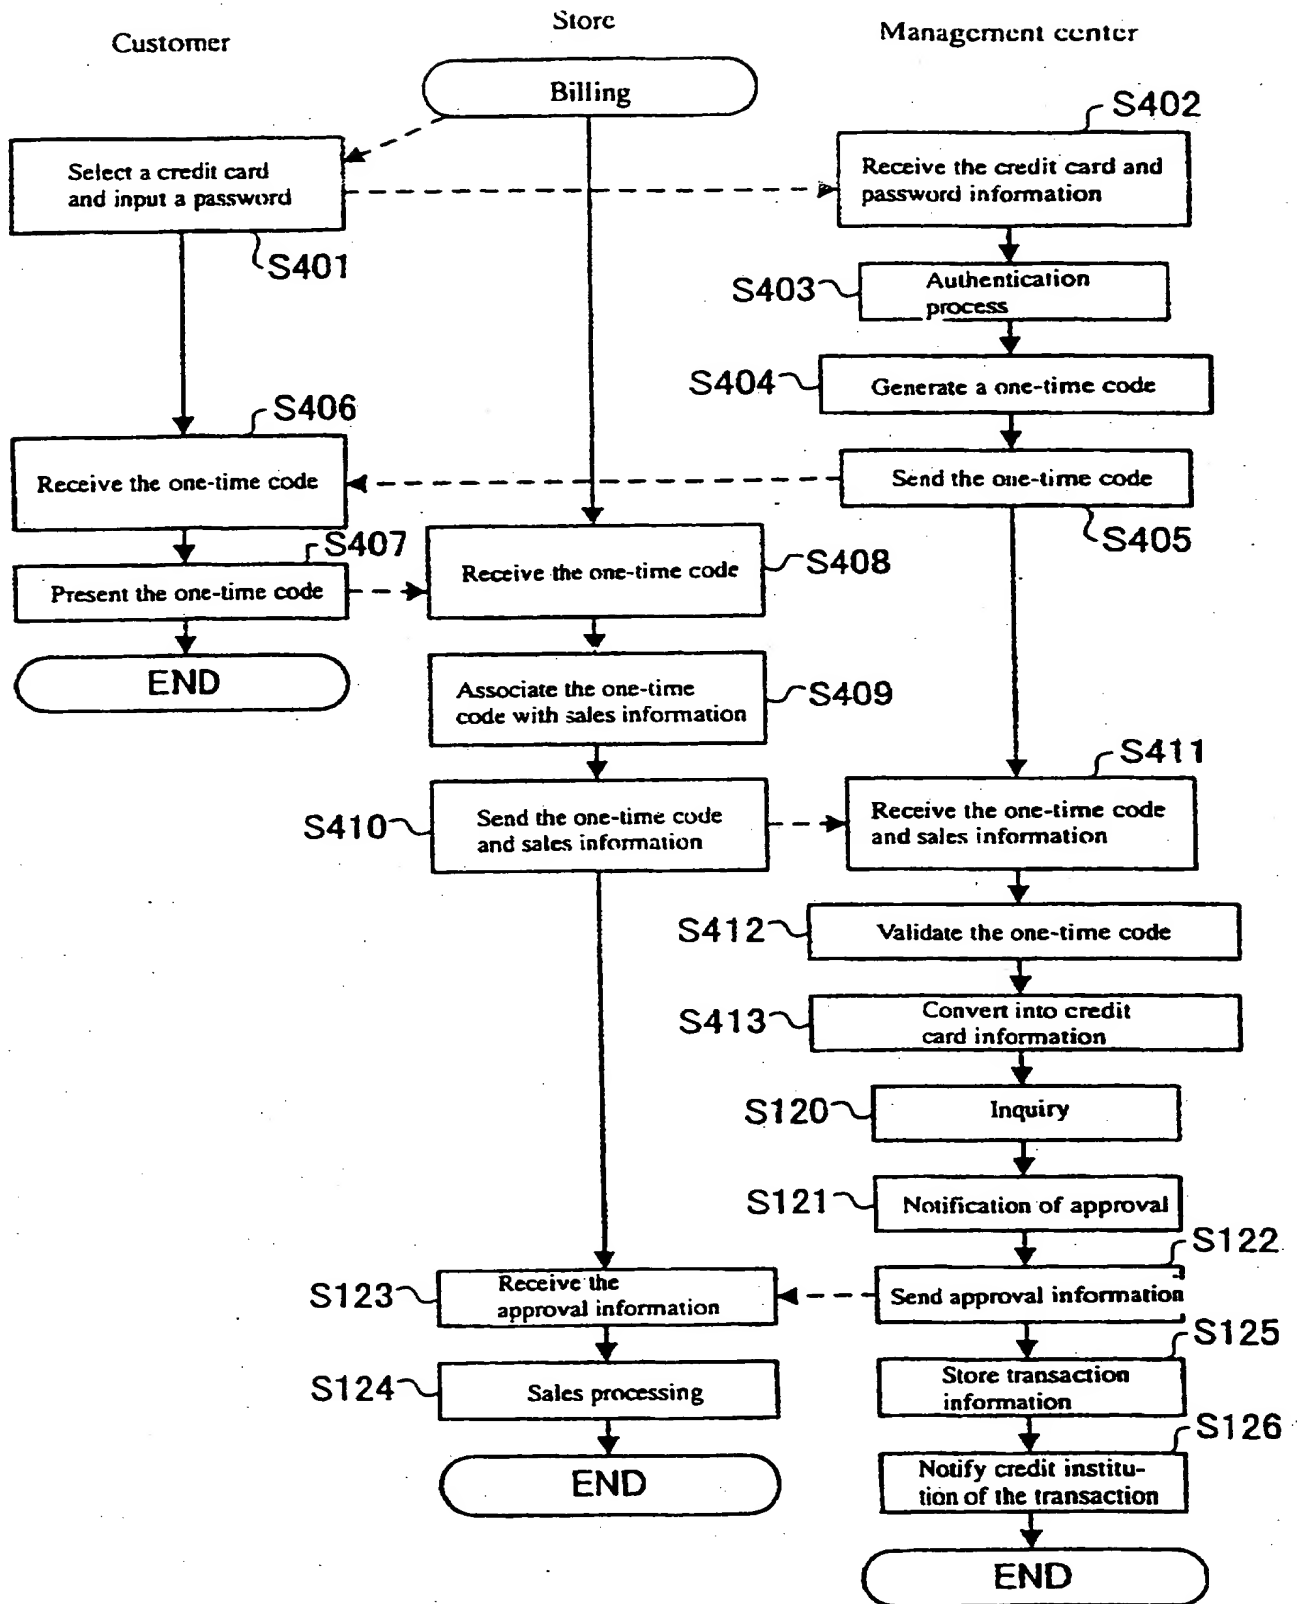 Customer
Store
Management center
Billing
S402
Select a credit card
and input a password
Receive the credit card and
password information
S401
S403
Authentication
process
S404
Generate a one-time code
S406
Receive the one-time code
Send the one-time code
S405
S407
Present the one-time code
Receive the one-time code
S408
END
Associate the one-time
code with sales information
S409
S411
S410
Send the one-time code
and sales information
Receive the one-time code
and sales information
S412
Validate the one-time code
S413
Convert into credit
card information
S120
Inquiry
S121
Notification of approval
S122
S123
Receive the
approval information
Send approval information
S125
S124
Sales processing
Store transaction
information
S126
END
Notify credit institu-
tion of the transaction
END